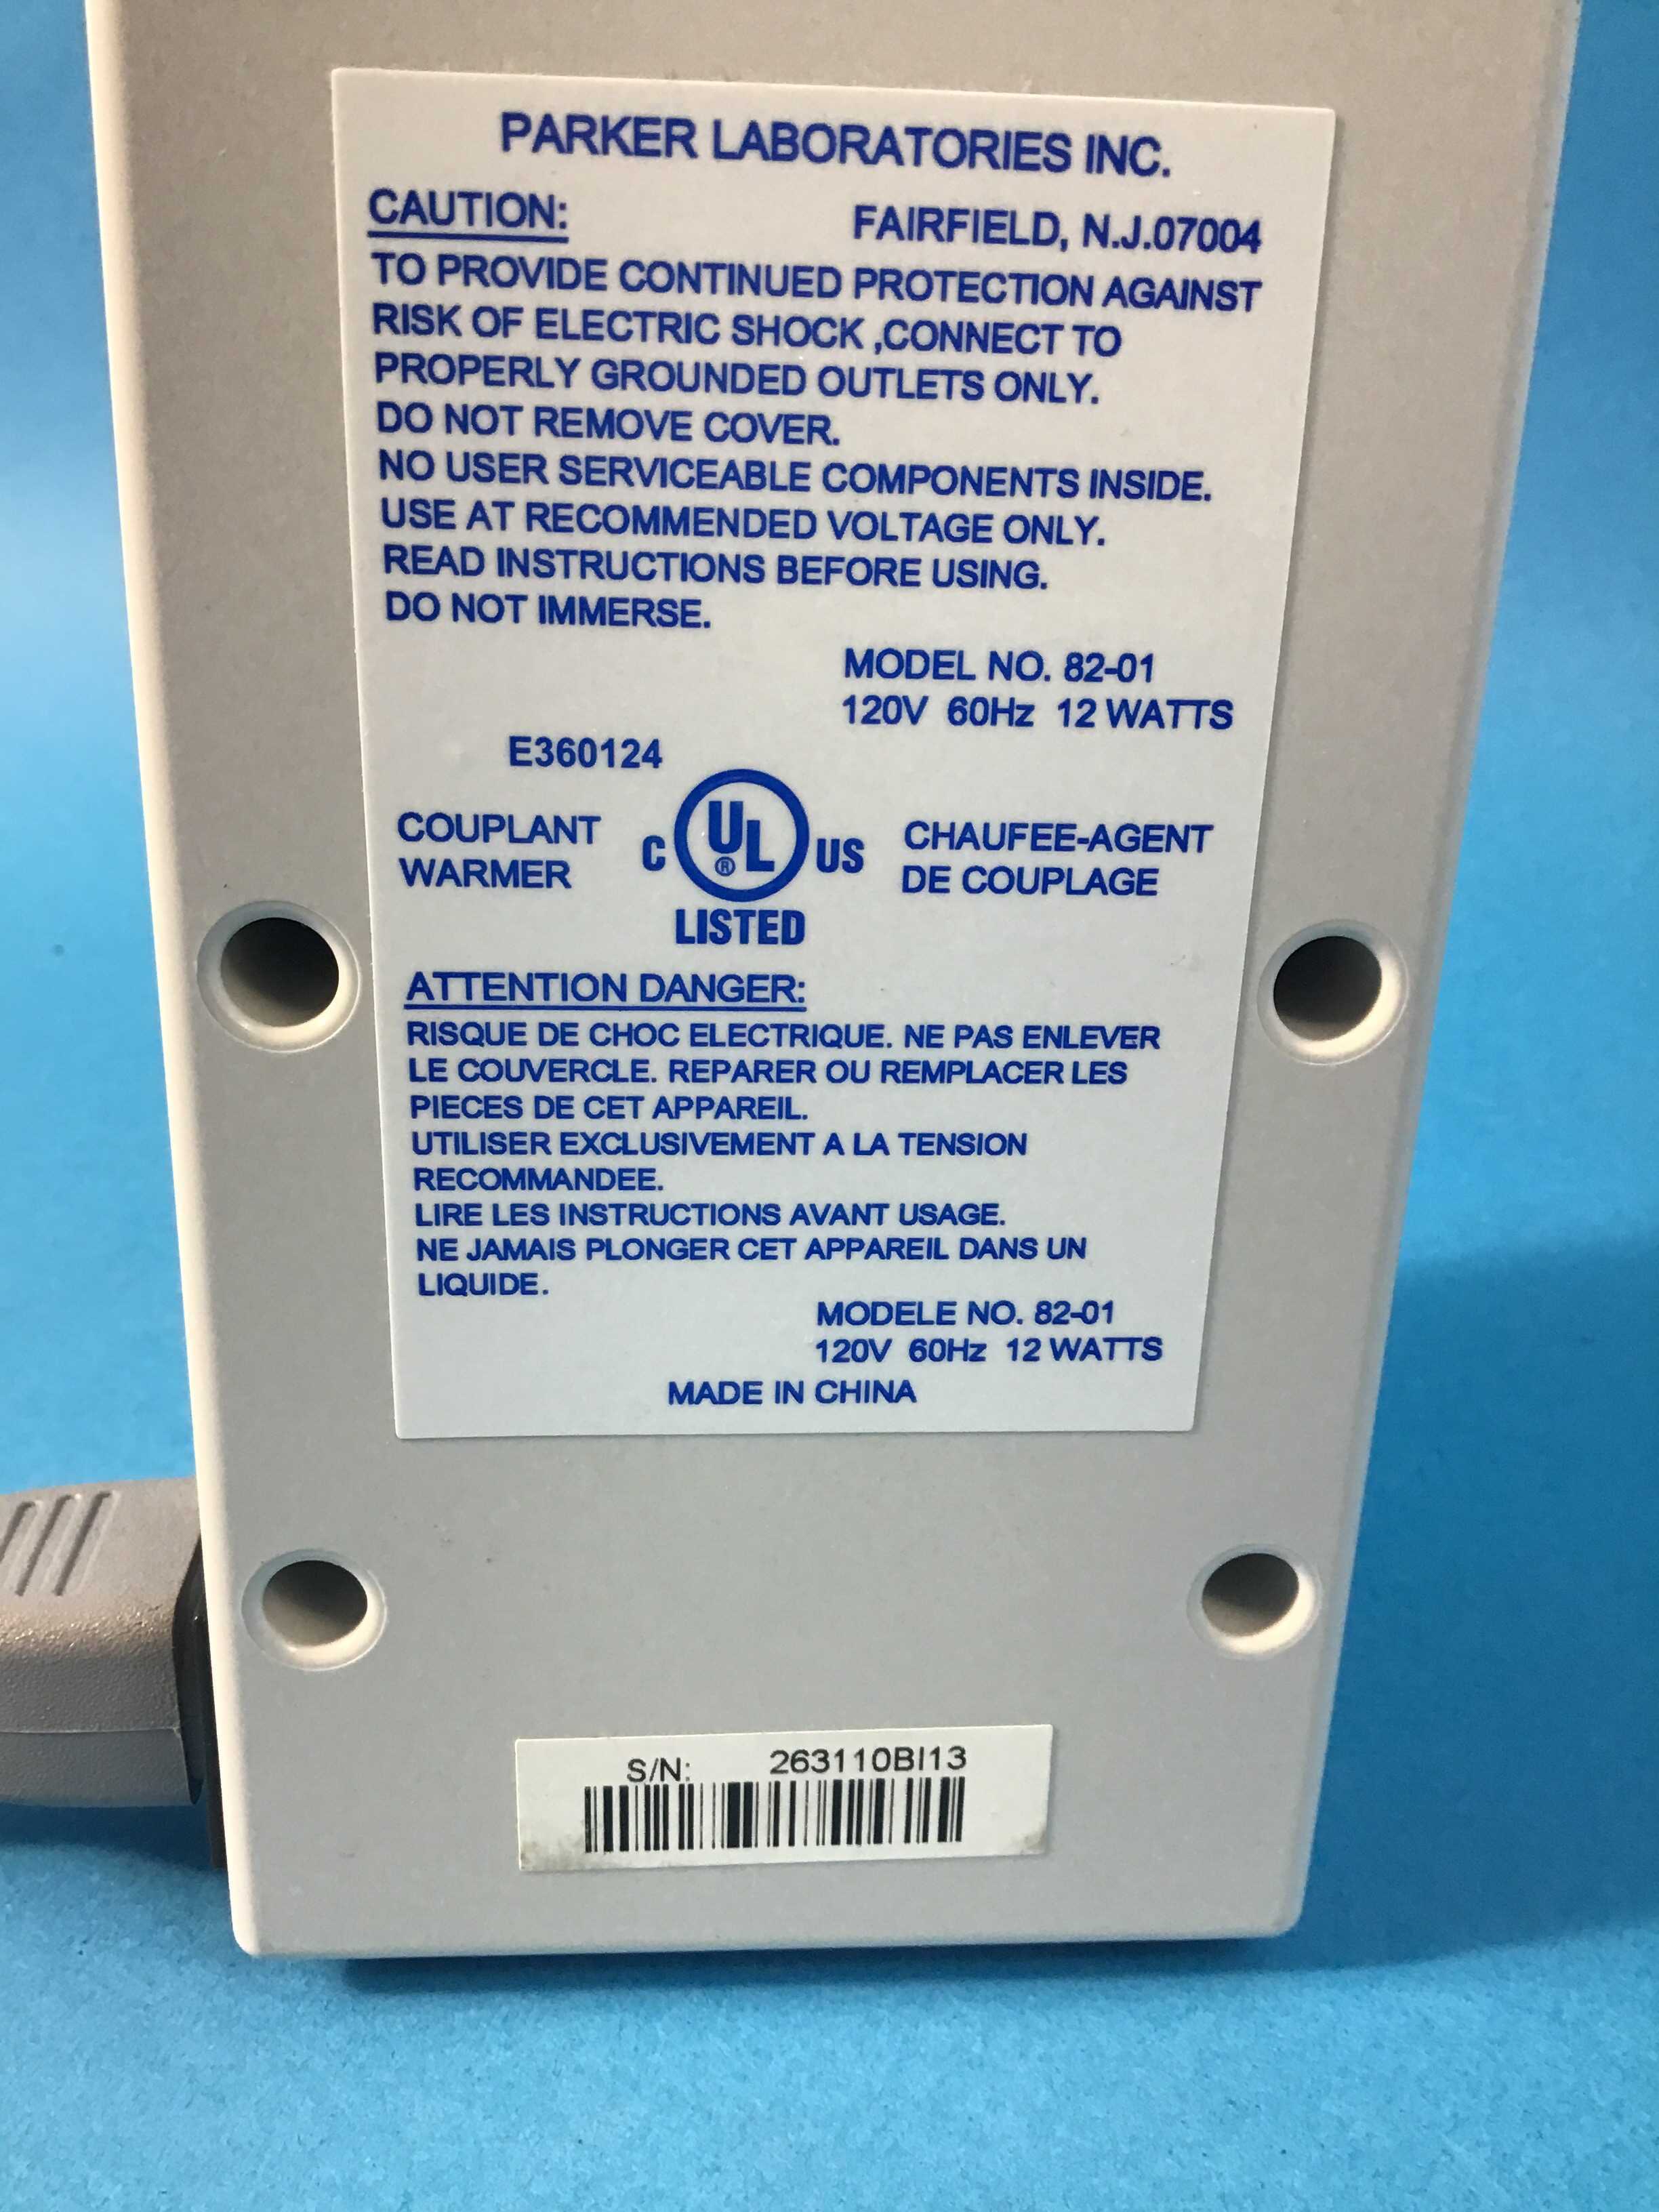 PARKER LABORATORIES INC.
CAUTION: FAIRFIELD, N.J.07004
TO PROVIDE CONTINUED PROTECTION AGAINST
RISK OF ELECTRIC SHOCK ,CONNECT TO
PROPERLY GROUNDED OUTLETS ONLY.
DO NOT REMOVE COVER.
NO USER SERVICEABLE COMPONENTS INSIDE.
USE AT RECOMMENDED VOLTAGE ONLY.
READ INSTRUCTIONS BEFORE USING.
DO NOT IMMERSE.
MODEL NO. 82-01
120V 60Hz 12 WATTS
E360124
COUPLANT
WARMER
C UL ® US
LISTED
CHAUFEE-AGENT
DE COUPLAGE
ATTENTION DANGER:
RISQUE DE CHOC ELECTRIQUE. NE PAS ENLEVER
LE COUVERCLE. REPARER OU REMPLACER LES
PIECES DE CET APPAREIL.
UTILISER EXCLUSIVEMENT A LA TENSION
RECOMMANDEE.
LIRE LES INSTRUCTIONS AVANT USAGE.
NE JAMAIS PLONGER CET APPAREIL DANS UN
LIQUIDE.
MODELE NO. 82-01
120V 60Hz 12 WATTS
MADE IN CHINA
S/N: 263110BI13